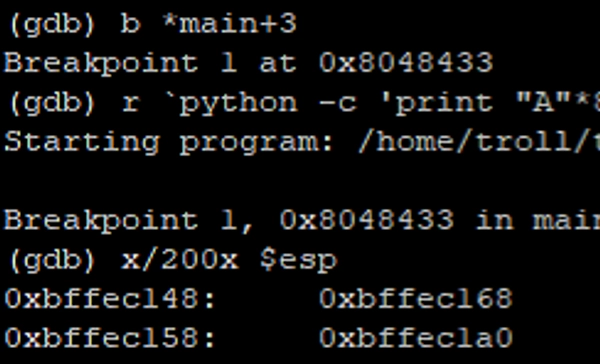 (gdb) b *main+3
Breakpoint 1 at 0x8048433
(gdb) r `python -c 'print "A"*8
Starting program: /home/troll/t
Breakpoint 1, 0x8048433 in main
(gdb) x/200x $esp
0xbffec148:     0xbffec168
0xbffec158:     0xbffec1a0